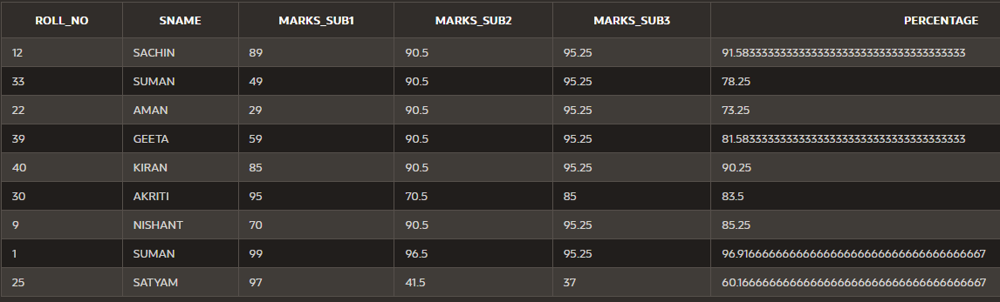 ROLL_NO SNAME MARKS_SUB1 MARKS_SUB2 MARKS_SUB3 PERCENTAGE
12 SACHIN 89 90.5 95.25 91.58333333333333333333333333333333333333
33 SUMAN 49 90.5 95.25 78.25
22 AMAN 29 90.5 95.25 73.25
39 GEETA 59 90.5 95.25 81.58333333333333333333333333333333333333
40 KIRAN 85 90.5 95.25 90.25
30 AKRITI 95 70.5 85 83.5
9 NISHANT 70 90.5 95.25 85.25
1 SUMAN 99 96.5 95.25 96.91666666666666666666666666666666666667
25 SATYAM 97 41.5 37 60.16666666666666666666666666666666666667